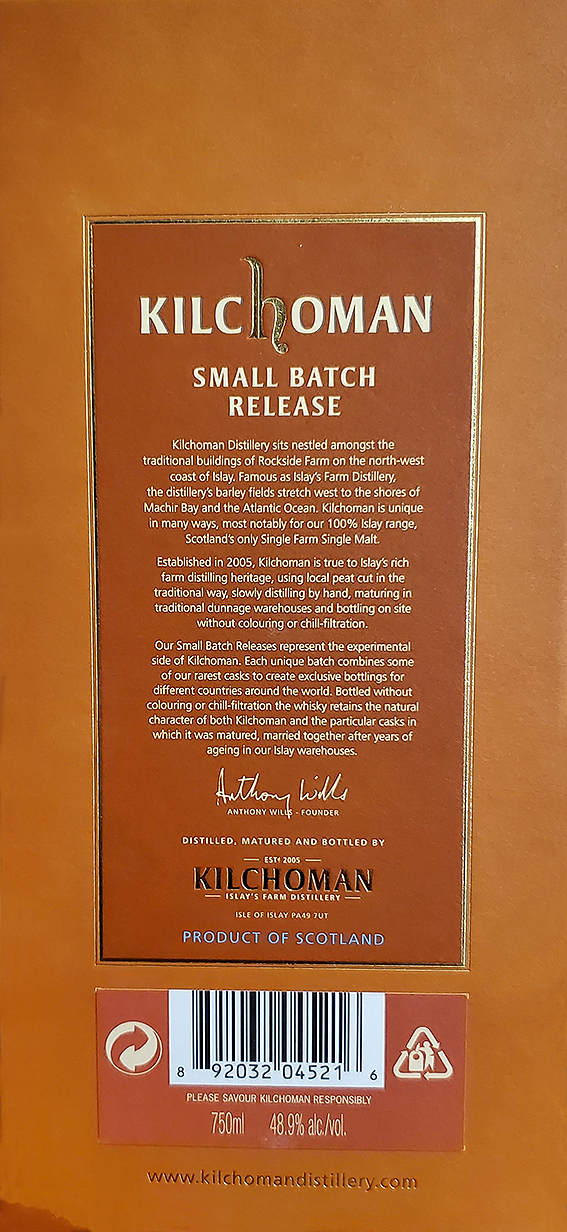 KILCHOMAN
SMALL BATCH
RELEASE
Kilchoman Distillery sits nestled amongst the
traditional buildings of Rockside Farm on the north-west
coast of Islay. Famous as Islay's Farm Distillery,
the distillery's barley fields stretch west to the shores of
Machir Bay and the Atlantic Ocean. Kilchoman is unique
in many ways, most notably for our 100% Islay range,
Scotland's only Single Farm Single Malt.
Established in 2005, Kilchoman is true to Islay's rich
farm distilling heritage, using local peat cut in the
traditional way, slowly distilling by hand, maturing in
traditional dunnage warehouses and bottling on site
without colouring or chill-filtration.
Our Small Batch Releases represent the experimental
side of Kilchoman. Each unique batch combines some
of our rarest casks to create exclusive bottlings for
different countries around the world. Bottled without
colouring or chill-filtration the whisky retains the natural
character of both Kilchoman and the particular casks in
which it was matured, married together after years of
ageing in our Islay warehouses.
Anthony Wills
ANTHONY WILLS - FOUNDER
DISTILLED, MATURED AND BOTTLED BY
ESTd 2005
KILCHOMAN
ISLAY'S FARM DISTILLERY
ISLE OF ISLAY PA49 7UT
PRODUCT OF SCOTLAND
8 92032 04521 6
PLEASE SAVOUR KILCHOMAN RESPONSIBLY
750ml 48.9% alc./vol.
www.kilchomandistillery.com